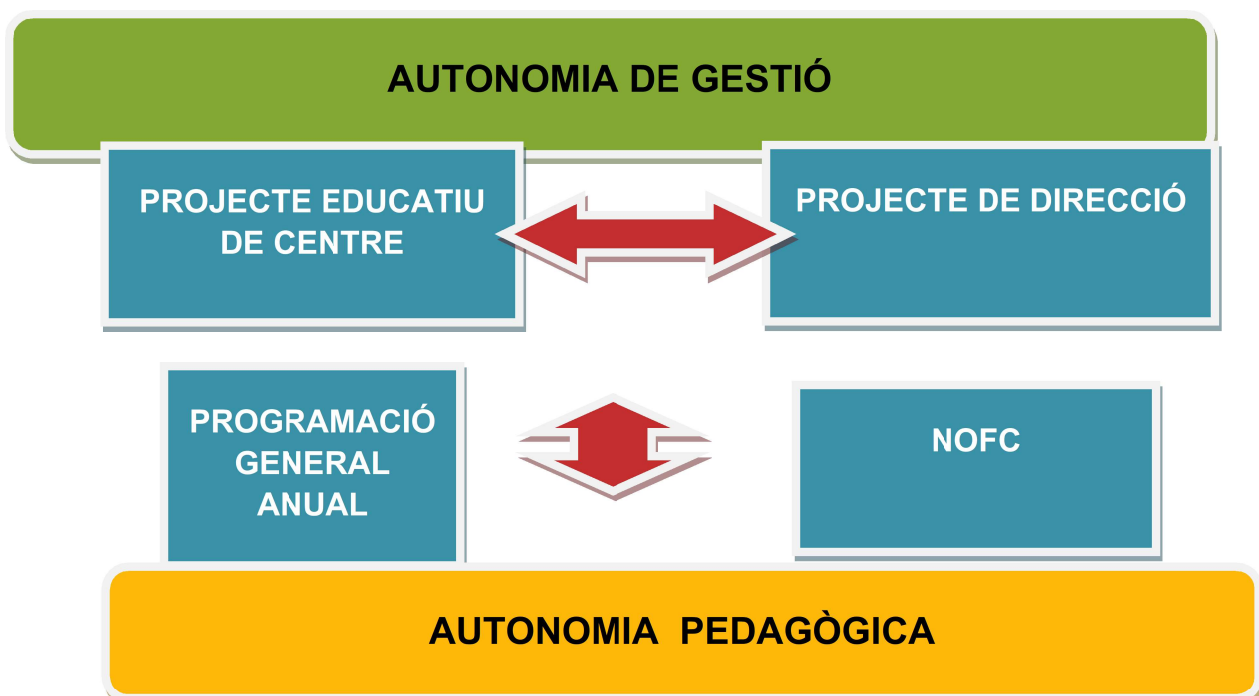 AUTONOMIA DE GESTIÓ
PROJECTE EDUCATIU
DE CENTRE
PROJECTE DE DIRECCIÓ
PROGRAMACIÓ
GENERAL
ANUAL
NOFC
AUTONOMIA PEDAGÒGICA